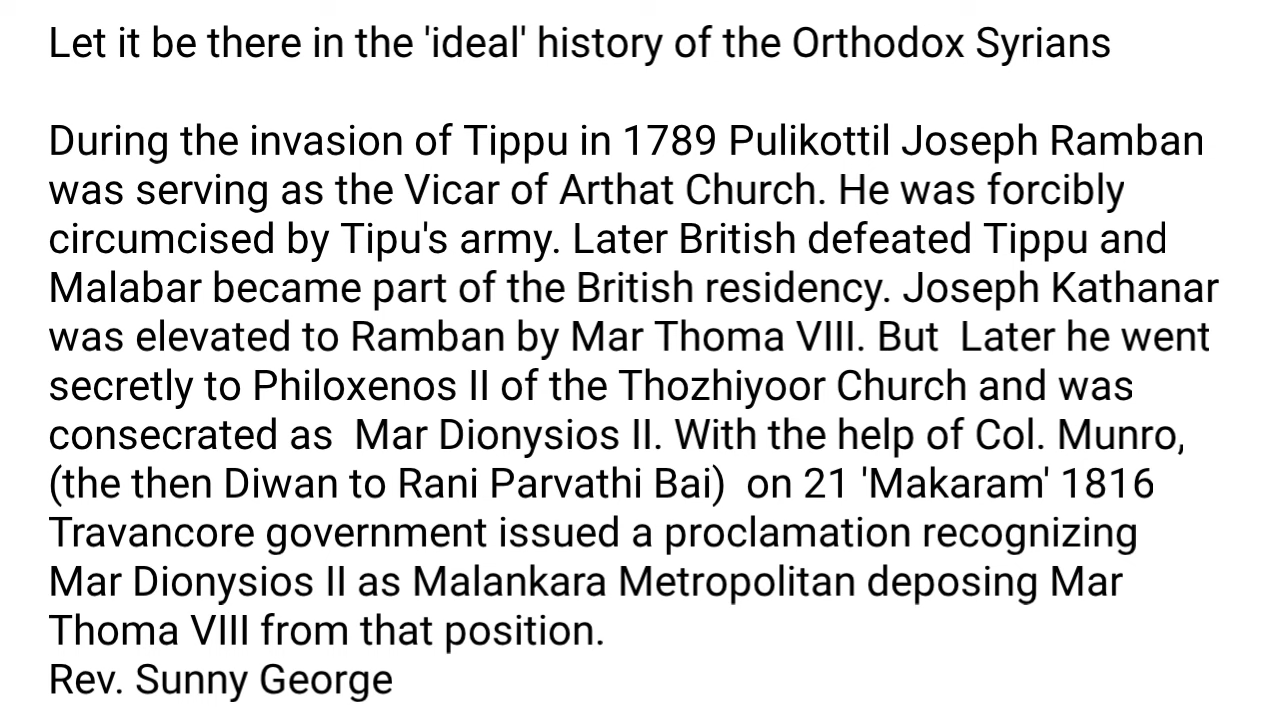 Let it be there in the 'ideal' history of the Orthodox Syrians
During the invasion of Tippu in 1789 Pulikottil Joseph Ramban
was serving as the Vicar of Arthat Church. He was forcibly
circumcised by Tipu's army. Later British defeated Tippu and
Malabar became part of the British residency. Joseph Kathanar
was elevated to Ramban by Mar Thoma VIII. But  Later he went
secretly to Philoxenos II of the Thozhiyoor Church and was
consecrated as  Mar Dionysios II. With the help of Col. Munro,
(the then Diwan to Rani Parvathi Bai)  on 21 'Makaram' 1816
Travancore government issued a proclamation recognizing
Mar Dionysios II as Malankara Metropolitan deposing Mar
Thoma VIII from that position.
Rev. Sunny George